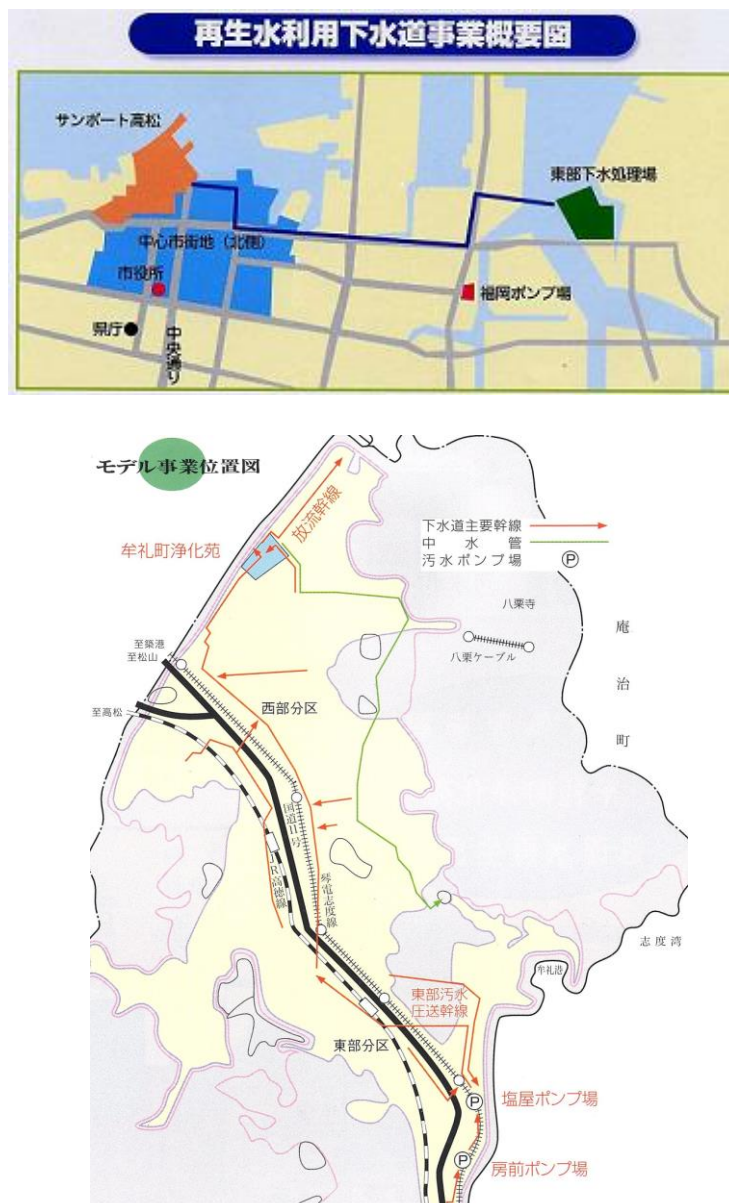 再生水利用下水道事業概要図
サンポート高松
東部下水処理場
中心市街地（北側）
市役所
福岡ポンプ場
県庁
中央通り
モデル事業位置図
放流幹線
牟礼町浄化苑
下水道主要幹線
中水管
汚水ポンプ場 Ⓟ
八栗寺
八栗ケーブル
庵治町
至築港
至松山
至高松
西部分区
国道11号
JR高徳線
琴電志度線
志度湾
牟礼港
東部汚水
圧送幹線
東部分区
Ⓟ
塩屋ポンプ場
Ⓟ
房前ポンプ場